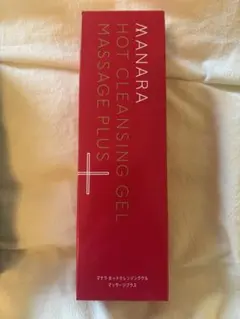 MANARA
HOT CLEANSING GEL
MASSAGE PLUS
マナラ ホットクレンジングゲル
マッサージプラス